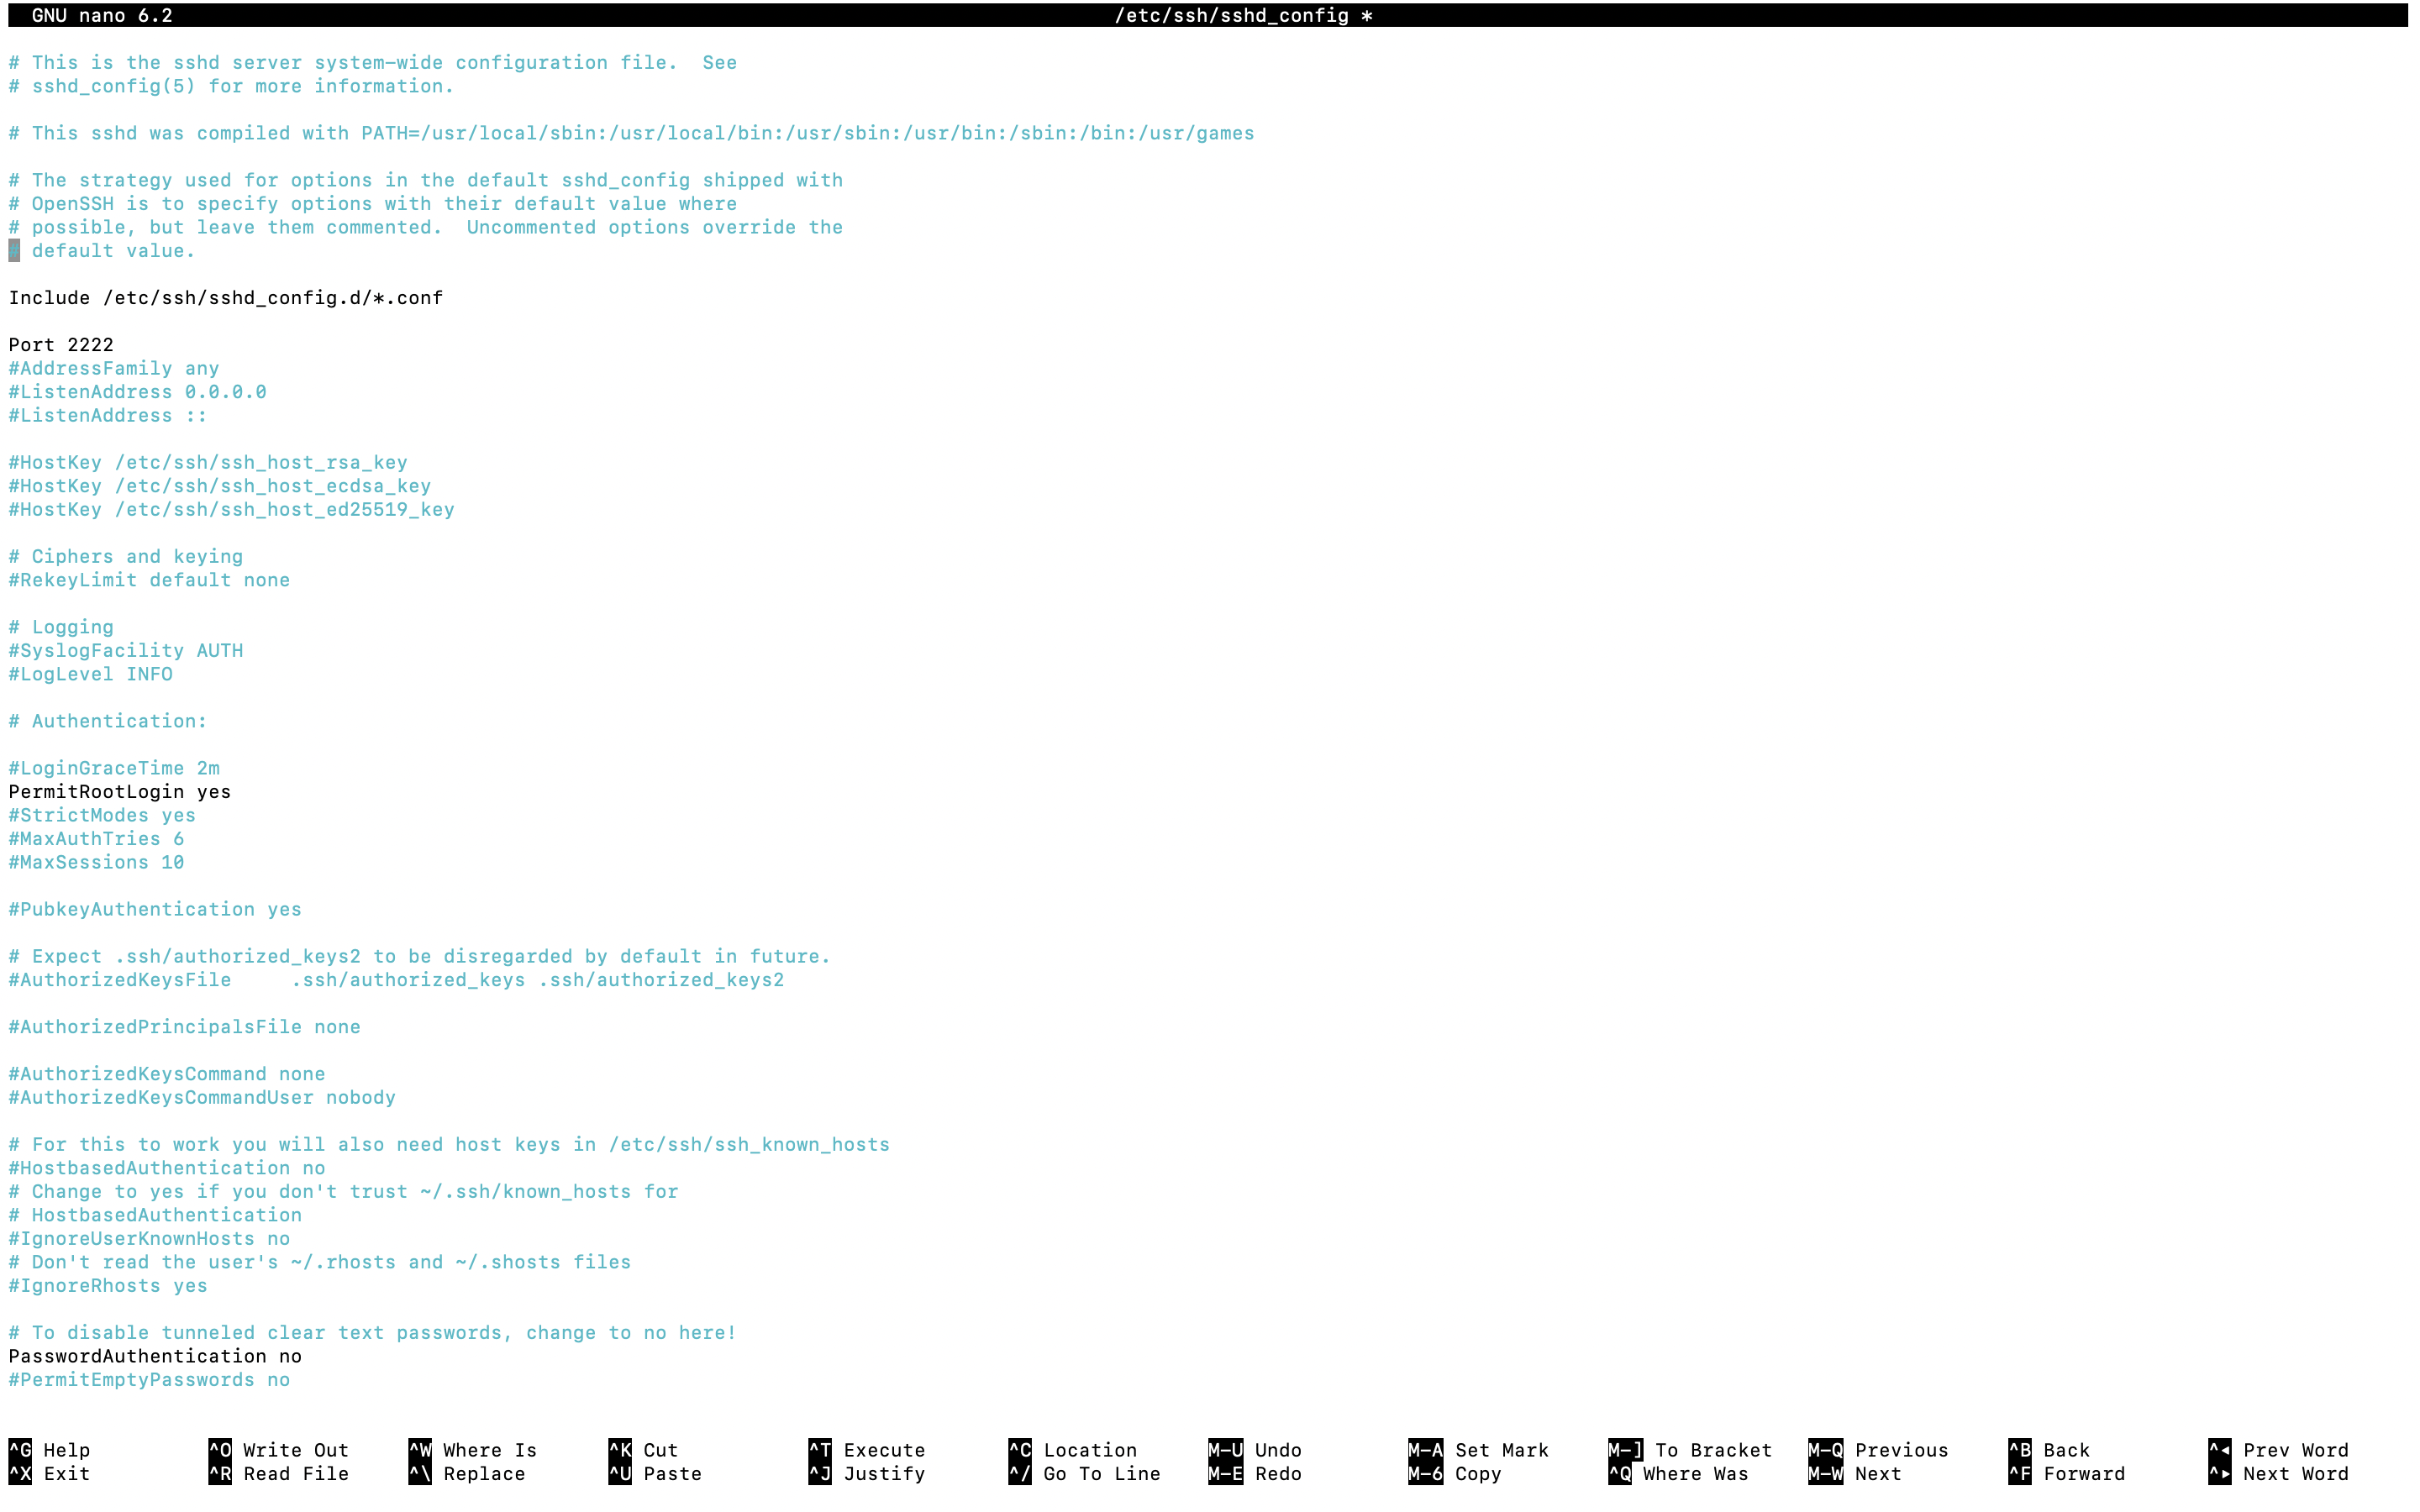 GNU nano 6.2 /etc/ssh/sshd_config *
# This is the sshd server system-wide configuration file.  See
# sshd_config(5) for more information.
# This sshd was compiled with PATH=/usr/local/sbin:/usr/local/bin:/usr/sbin:/usr/bin:/sbin:/bin:/usr/games
# The strategy used for options in the default sshd_config shipped with
# OpenSSH is to specify options with their default value where
# possible, but leave them commented.  Uncommented options override the
# default value.
Include /etc/ssh/sshd_config.d/*.conf
Port 2222
#AddressFamily any
#ListenAddress 0.0.0.0
#ListenAddress ::
#HostKey /etc/ssh/ssh_host_rsa_key
#HostKey /etc/ssh/ssh_host_ecdsa_key
#HostKey /etc/ssh/ssh_host_ed25519_key
# Ciphers and keying
#RekeyLimit default none
# Logging
#SyslogFacility AUTH
#LogLevel INFO
# Authentication:
#LoginGraceTime 2m
PermitRootLogin yes
#StrictModes yes
#MaxAuthTries 6
#MaxSessions 10
#PubkeyAuthentication yes
# Expect .ssh/authorized_keys2 to be disregarded by default in future.
#AuthorizedKeysFile     .ssh/authorized_keys .ssh/authorized_keys2
#AuthorizedPrincipalsFile none
#AuthorizedKeysCommand none
#AuthorizedKeysCommandUser nobody
# For this to work you will also need host keys in /etc/ssh/ssh_known_hosts
#HostbasedAuthentication no
# Change to yes if you don't trust ~/.ssh/known_hosts for
# HostbasedAuthentication
#IgnoreUserKnownHosts no
# Don't read the user's ~/.rhosts and ~/.shosts files
#IgnoreRhosts yes
# To disable tunneled clear text passwords, change to no here!
PasswordAuthentication no
#PermitEmptyPasswords no
^G Help ^O Write Out ^W Where Is ^K Cut ^T Execute ^C Location M-U Undo M-A Set Mark M-] To Bracket M-Q Previous ^B Back ^◂ Prev Word
^X Exit ^R Read File ^\ Replace ^U Paste ^J Justify ^/ Go To Line M-E Redo M-6 Copy ^Q Where Was M-W Next ^F Forward ^▸ Next Word